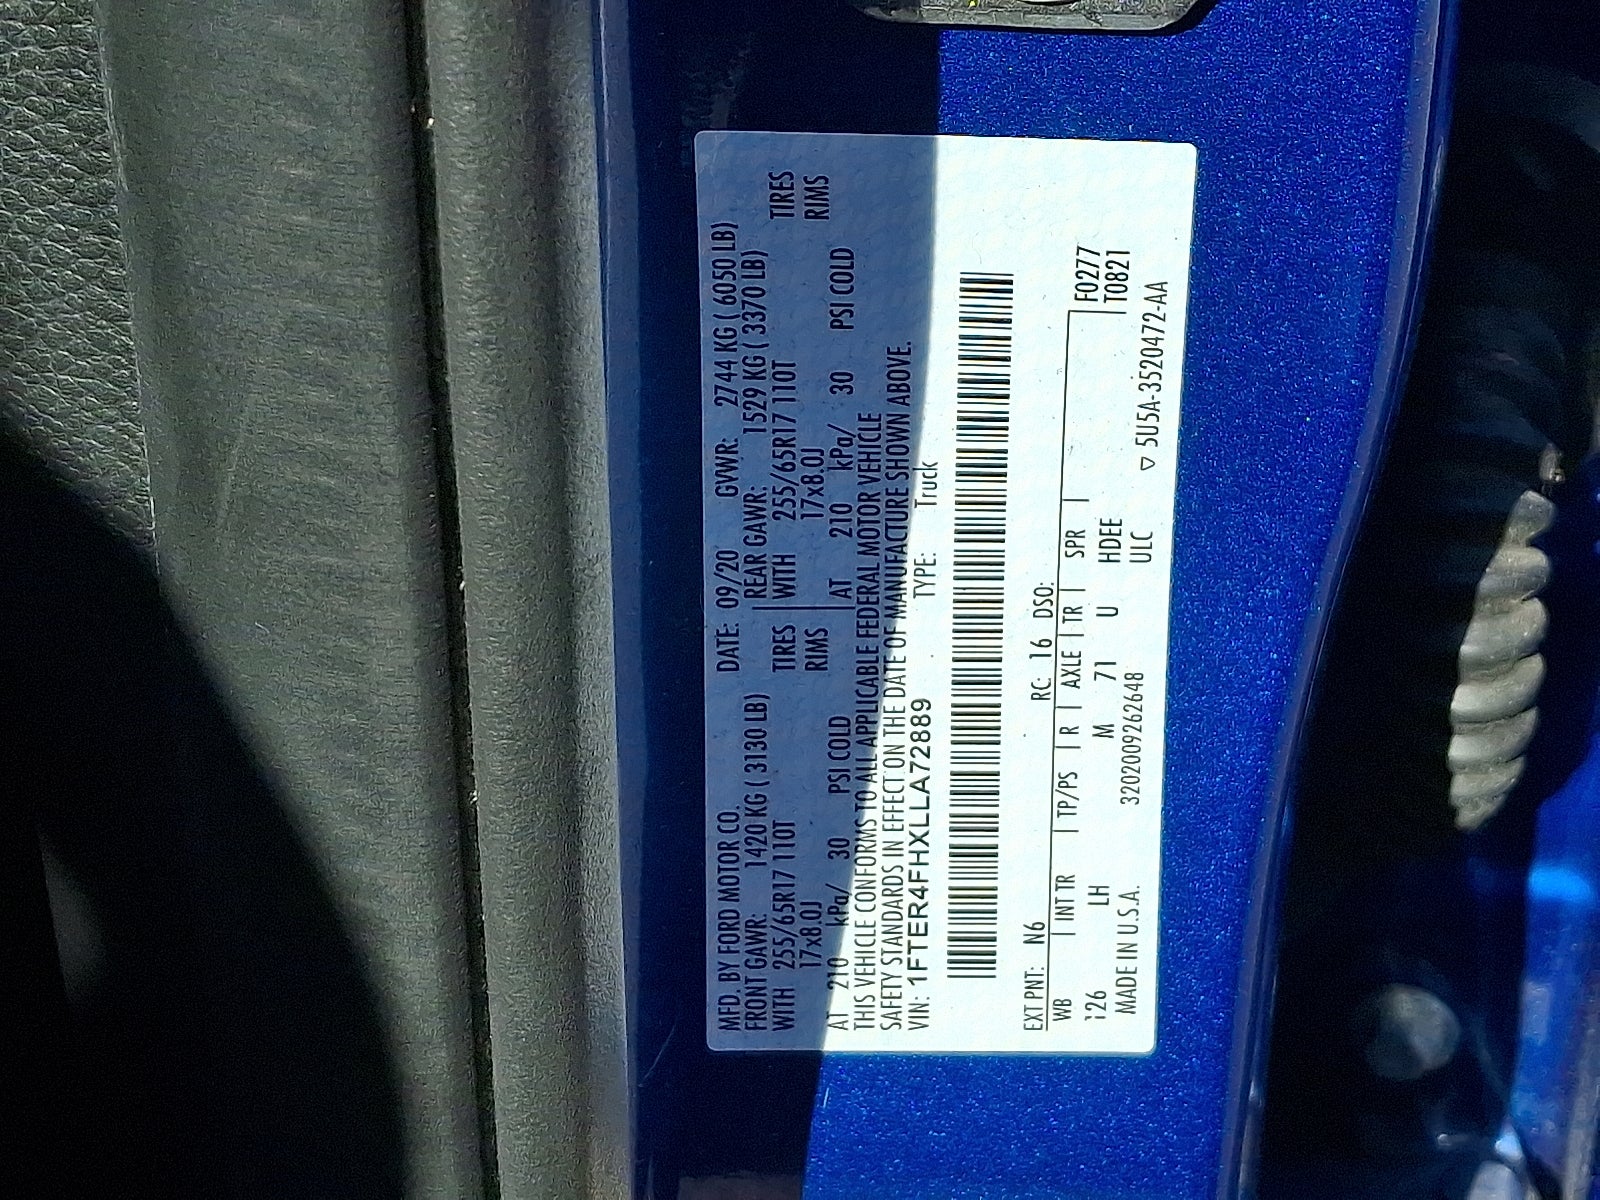 MFD. BY FORD MOTOR CO. DATE: 09/20 GVWR: 2744 KG ( 6050 LB)
FRONT GAWR: 1420 KG ( 3130 LB) REAR GAWR: 1529 KG ( 3370 LB)
WITH 255/65R17 110T TIRES WITH 255/65R17 110T TIRES
17x8.0J RIMS 17x8.0J RIMS
AT 210 kPa/ 30 PSI COLD AT 210 kPa/ 30 PSI COLD
THIS VEHICLE CONFORMS TO ALL APPLICABLE FEDERAL MOTOR VEHICLE
SAFETY STANDARDS IN EFFECT ON THE DATE OF MANUFACTURE SHOWN ABOVE.
VIN: 1FTER4FHXLLA72889 TYPE: Truck
EXT PNT: N6 RC: 16 DSO:
WB INT TR TP/PS R AXLE TR SPR F0277
126 LH M 71 U HDEE T0821
MADE IN U.S.A. 3202009262648 ULC
▽ 5U5A-3520472-AA